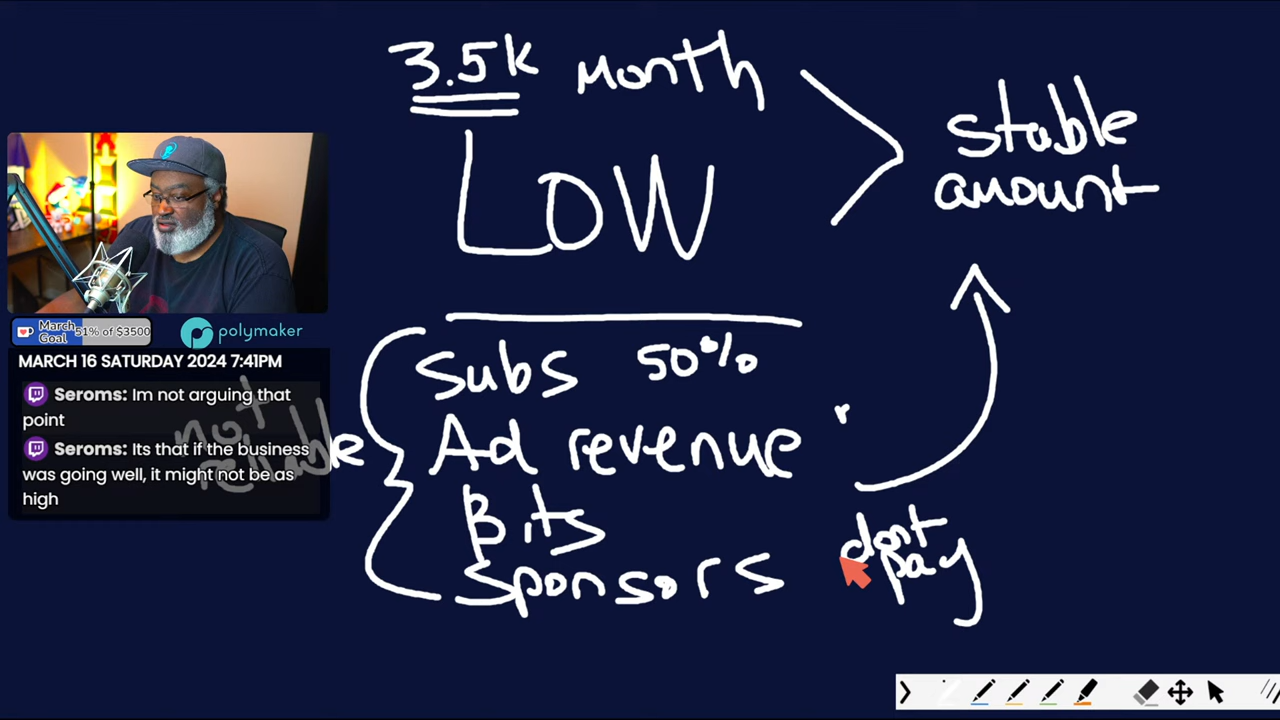 3.5k Month
LOW
stable
amount
March
Goal
51% of $3500
polymaker
MARCH 16 SATURDAY 2024 7:41PM
Seroms: Im not arguing that
point
Seroms: Its that if the business
was going well, it might not be as
high
not
reliable
Subs 50%
Ad revenue
Bits
Sponsors
dont
pay